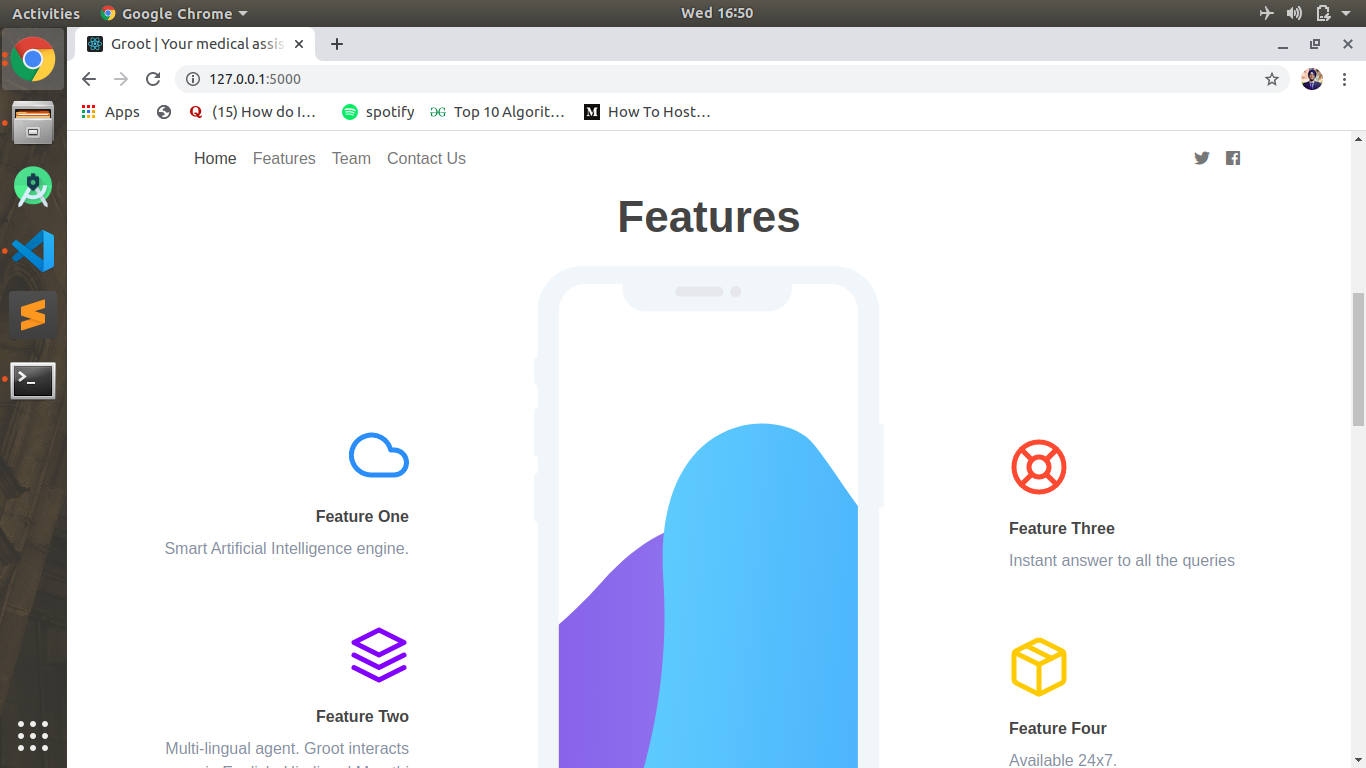 Activities
Google Chrome
Wed 16:50
Groot | Your medical assis
127.0.0.1:5000
Apps
(15) How do I…
spotify
Top 10 Algorit…
How To Host…
Home
Features
Team
Contact Us
Features
Feature One
Smart Artificial Intelligence engine.
Feature Two
Multi-lingual agent. Groot interacts
Feature Three
Instant answer to all the queries
Feature Four
Available 24x7.